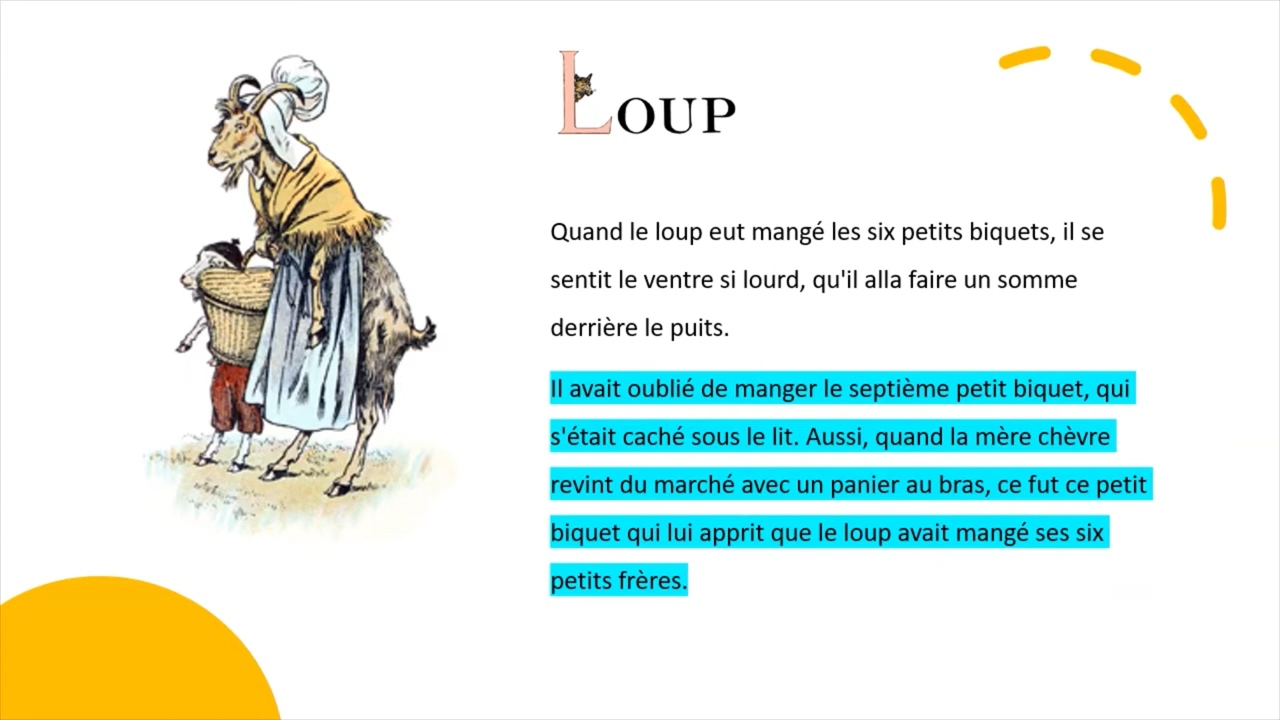 LOUP
Quand le loup eut mangé les six petits biquets, il se
sentit le ventre si lourd, qu'il alla faire un somme
derrière le puits.
Il avait oublié de manger le septième petit biquet, qui
s'était caché sous le lit. Aussi, quand la mère chèvre
revint du marché avec un panier au bras, ce fut ce petit
biquet qui lui apprit que le loup avait mangé ses six
petits frères.